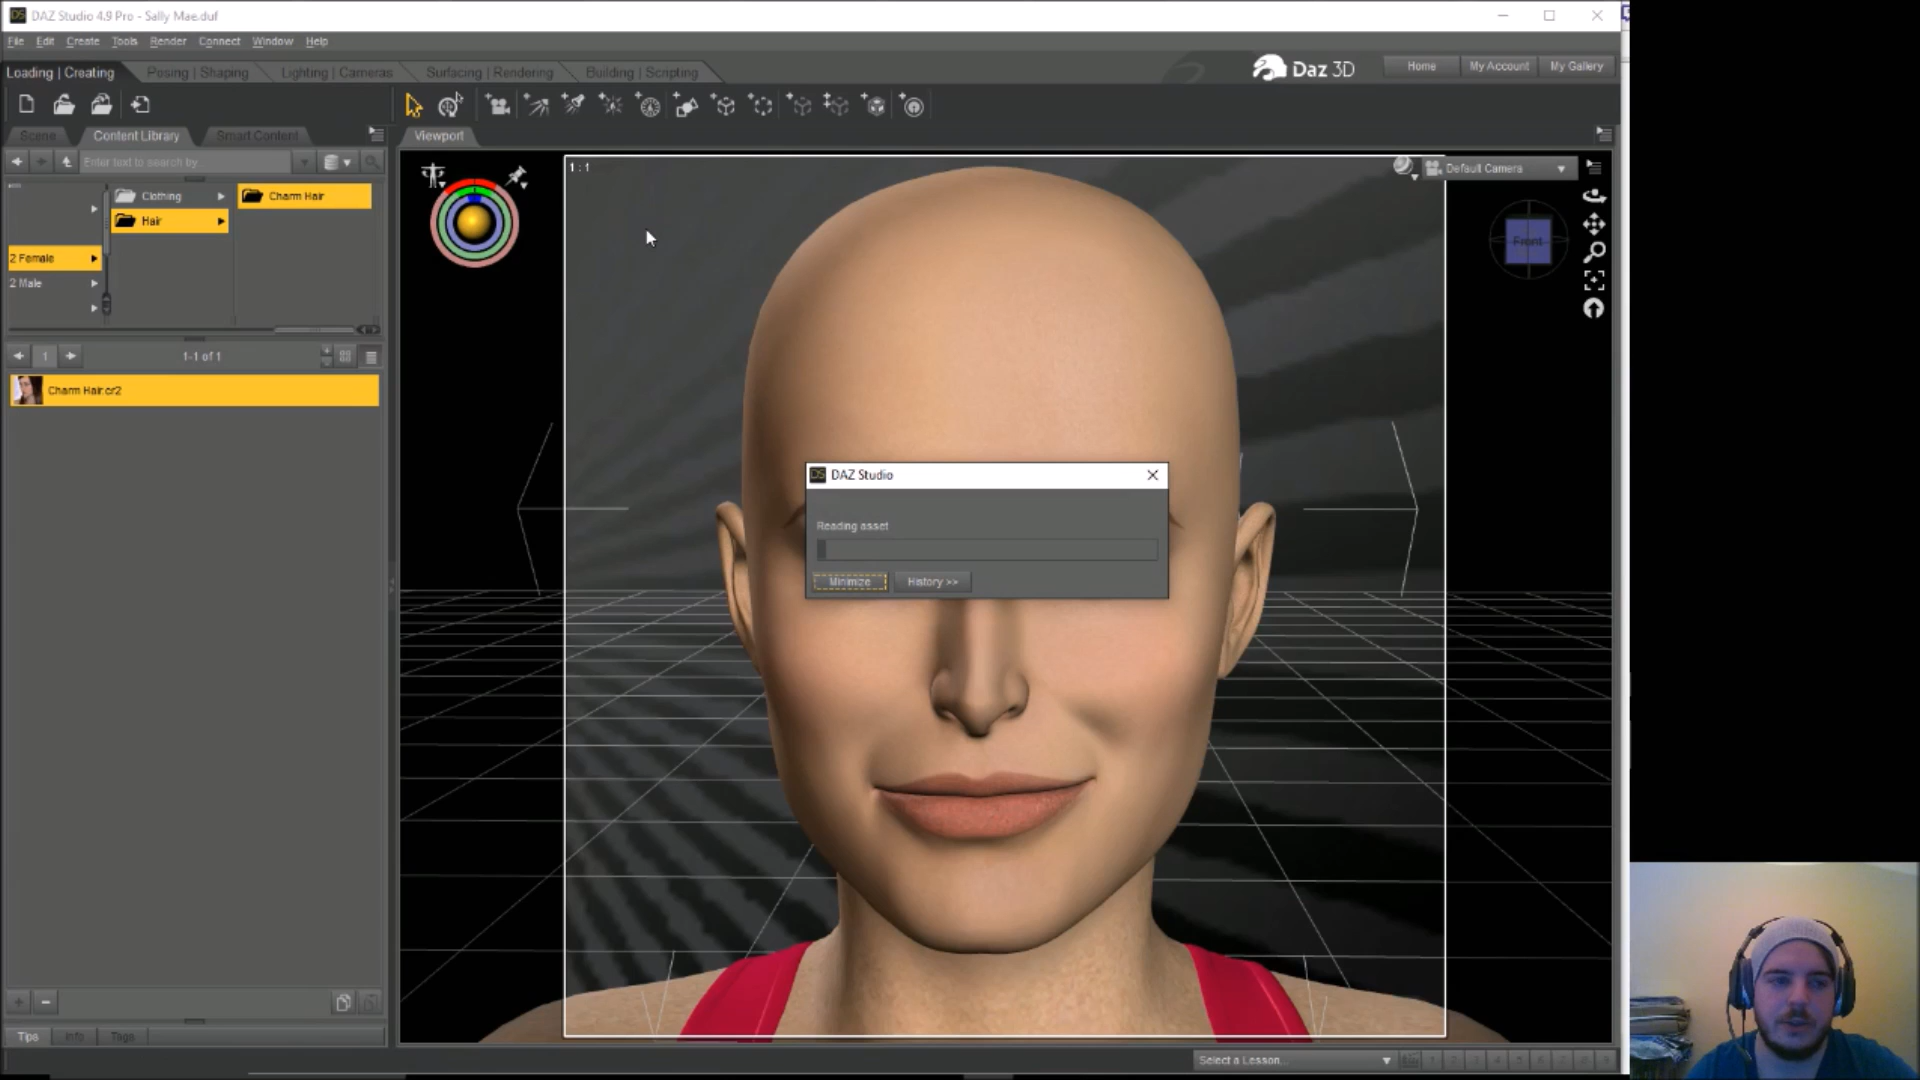 DAZ Studio 4.9 Pro - Sally Mae.duf
File Edit Create Tools Render Connect Window Help
Loading | Creating Posing | Shaping Lighting | Cameras Surfacing | Rendering Building | Scripting
Daz 3D
Home My Account My Gallery
Scene Content Library Smart Content
Viewport
Enter text to search by...
1 : 1
Default Camera
Clothing
Charm Hair
Hair
Front
2 Female
2 Male
1
1-1 of 1
Charm Hair.cr2
DAZ Studio
Reading asset
Minimize History >>
Tips Info Tags
Select a Lesson...